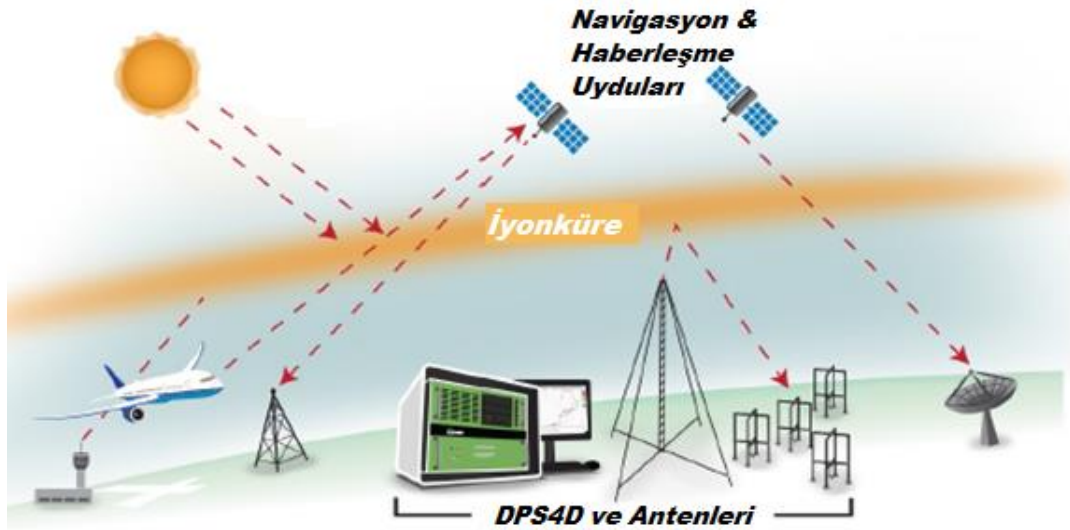 Navigasyon &
Haberleşme
Uyduları
İyonküre
DPS4D ve Antenleri